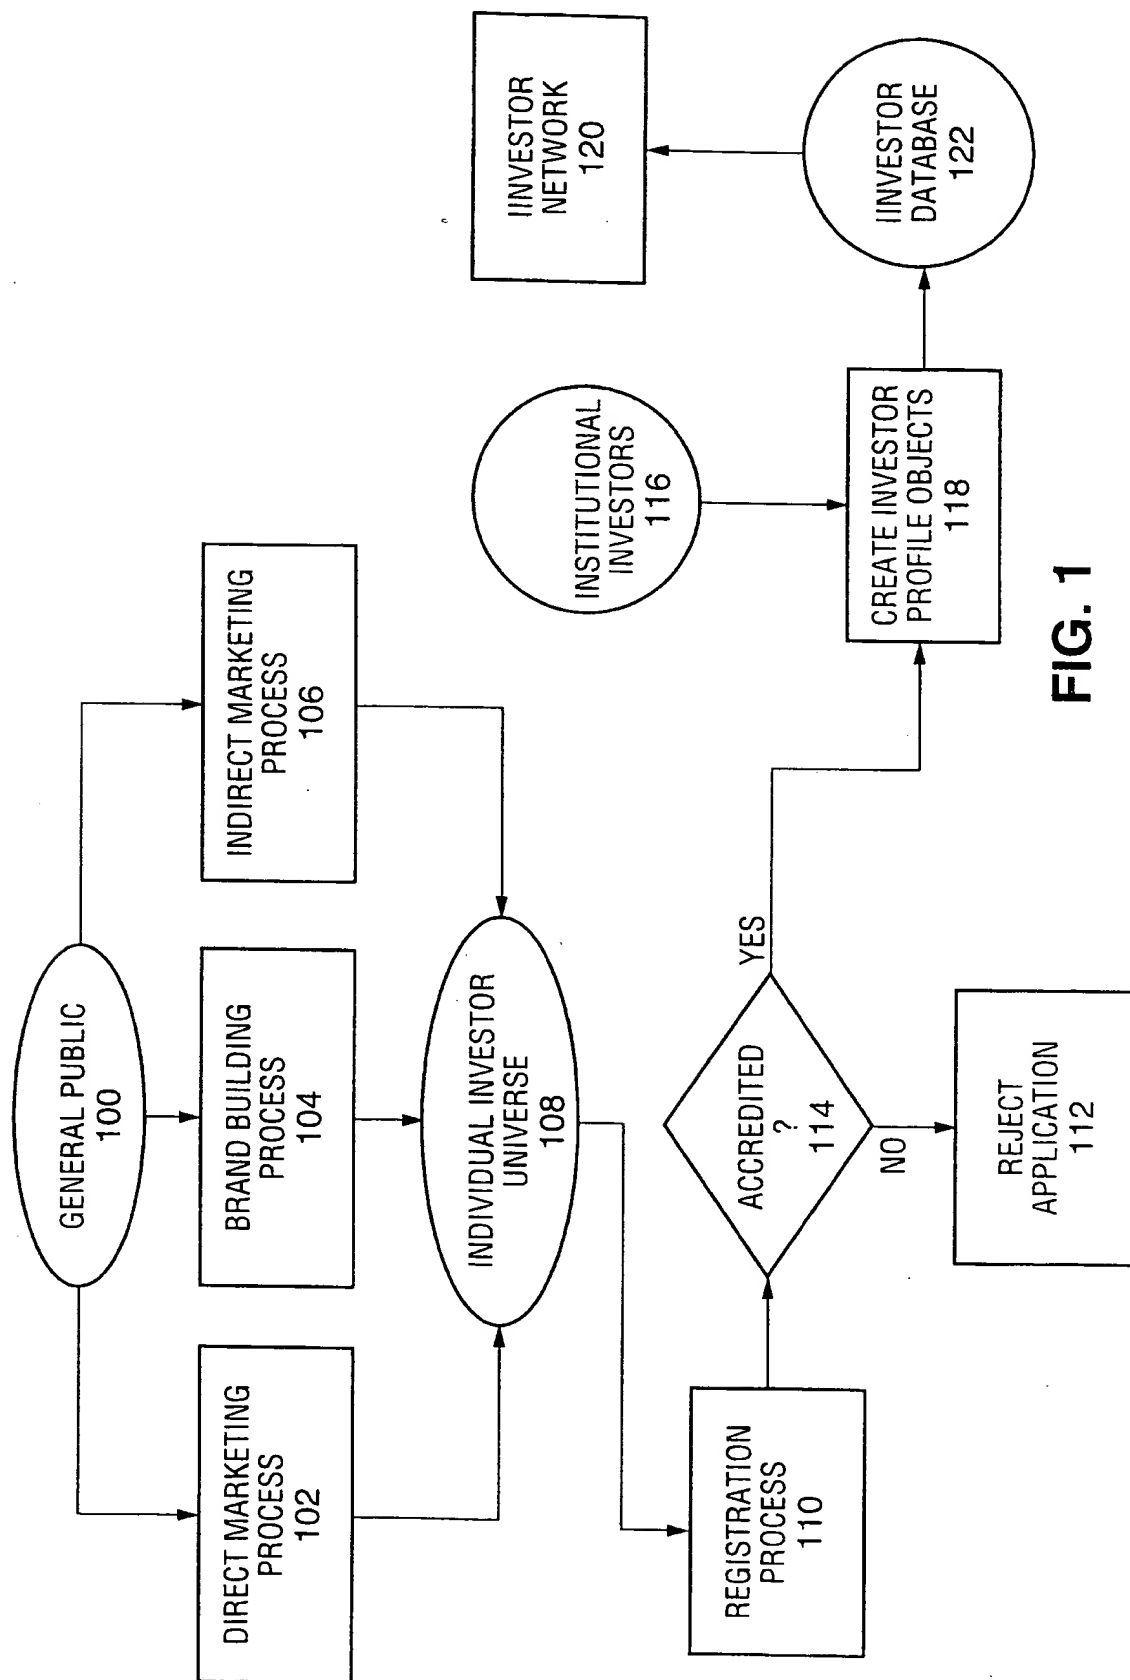 GENERAL PUBLIC
100
DIRECT MARKETING
PROCESS
102
BRAND BUILDING
PROCESS
104
INDIRECT MARKETING
PROCESS
106
INDIVIDUAL INVESTOR
UNIVERSE
108
REGISTRATION
PROCESS
110
ACCREDITED
?
114
YES
NO
REJECT
APPLICATION
112
INSTITUTIONAL
INVESTORS
116
CREATE INVESTOR
PROFILE OBJECTS
118
IINVESTOR
NETWORK
120
IINVESTOR
DATABASE
122
FIG. 1